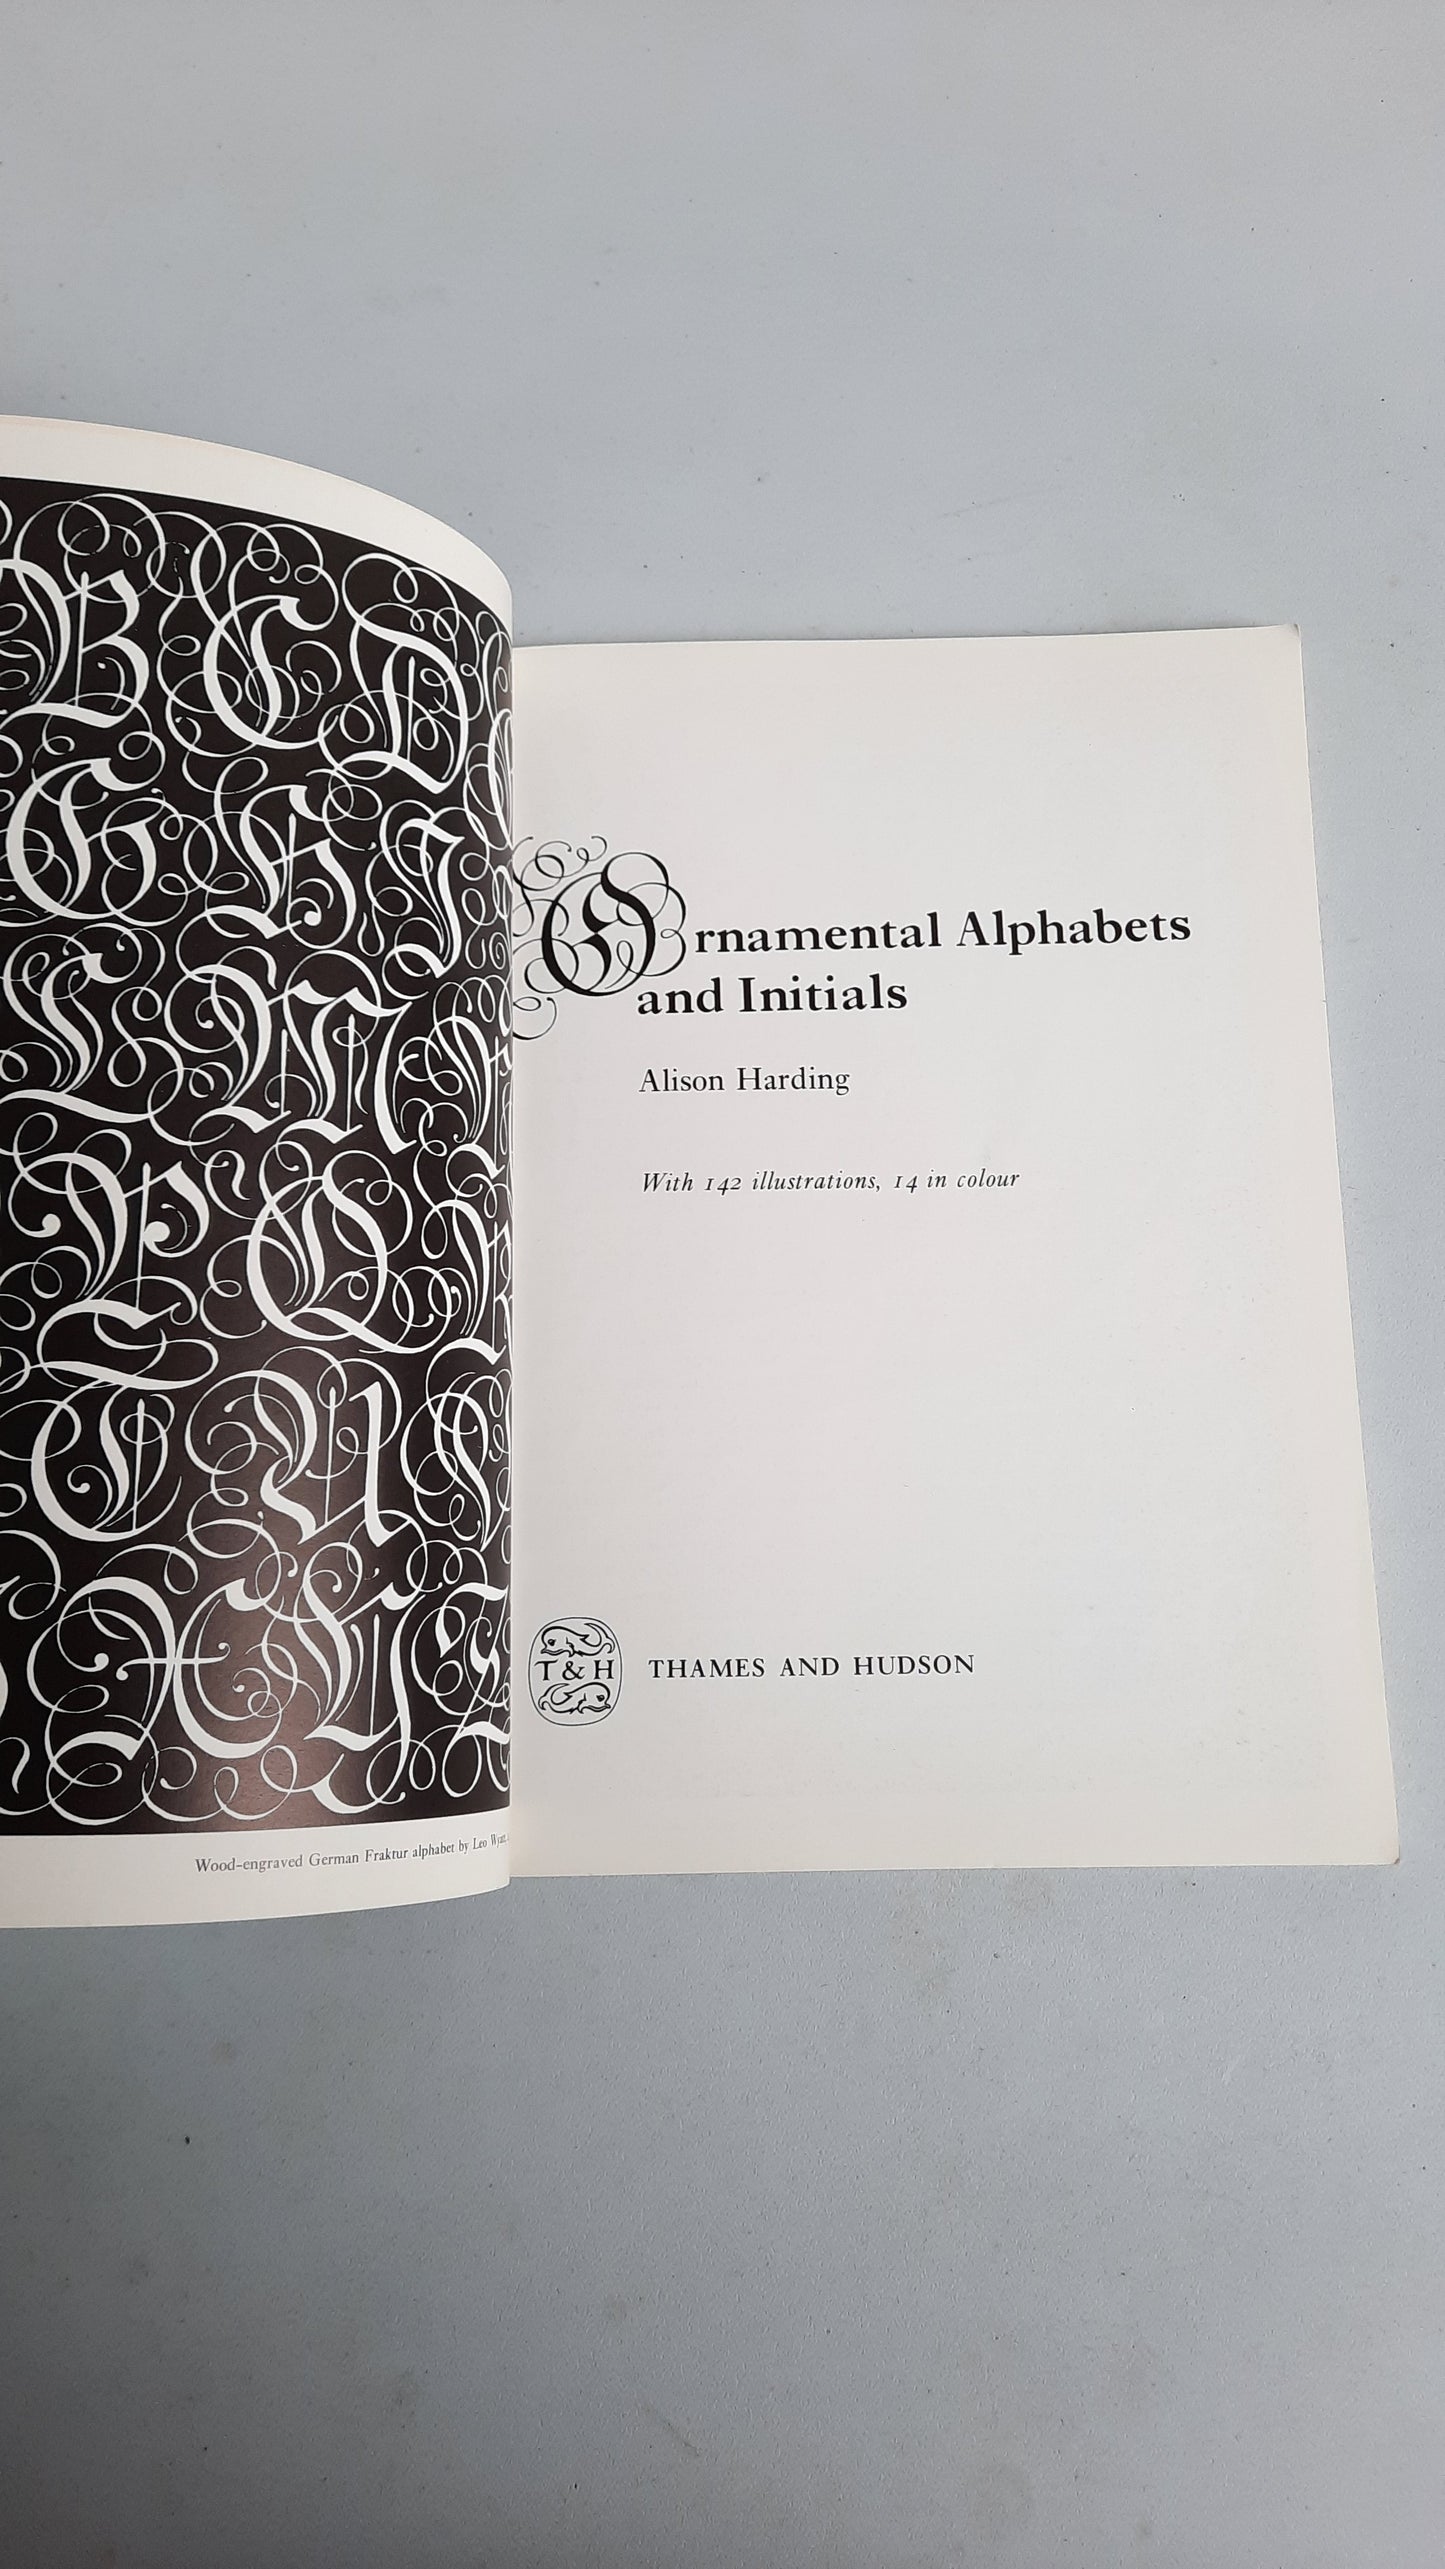 B C D
G H I
L M
P Q R
T U
X Y Z
Wood-engraved German Fraktur alphabet by Leo Wyatt,
Ornamental Alphabets
and Initials
Alison Harding
With 142 illustrations, 14 in colour
T & H
THAMES AND HUDSON